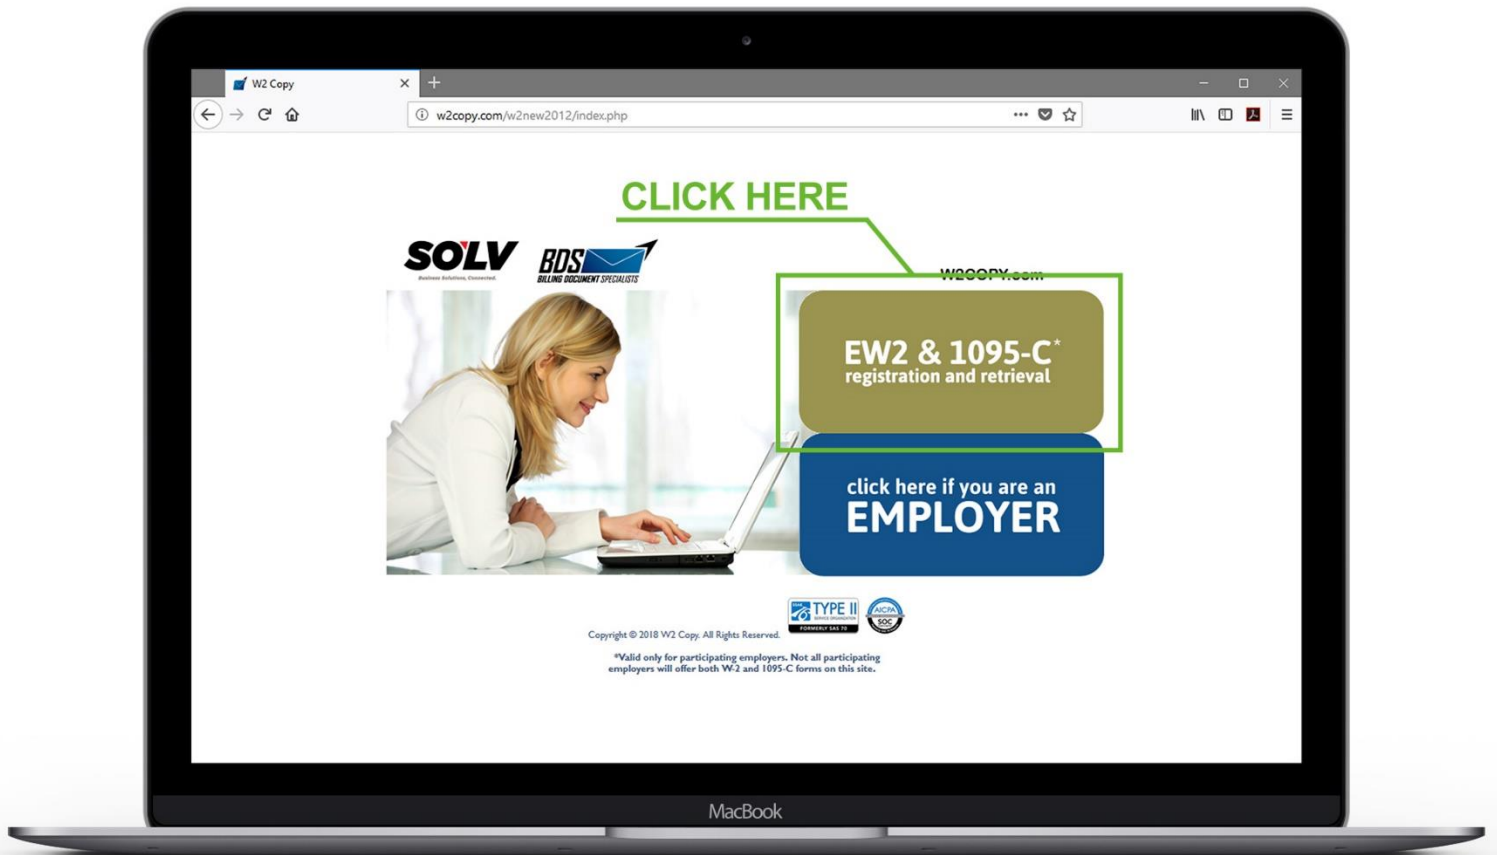 W2 Copy
w2copy.com/w2new2012/index.php
CLICK HERE
SOLV
Business Solutions, Connected.
BDS
BILLING DOCUMENT SPECIALISTS
W2COPY.com
EW2 & 1095-C*
registration and retrieval
click here if you are an
EMPLOYER
TYPE II
SERVICE ORGANIZATION
FORMERLY SAS 70
AICPA
SOC
Copyright © 2018 W2 Copy. All Rights Reserved.
*Valid only for participating employers. Not all participating
employers will offer both W-2 and 1095-C forms on this site.
MacBook